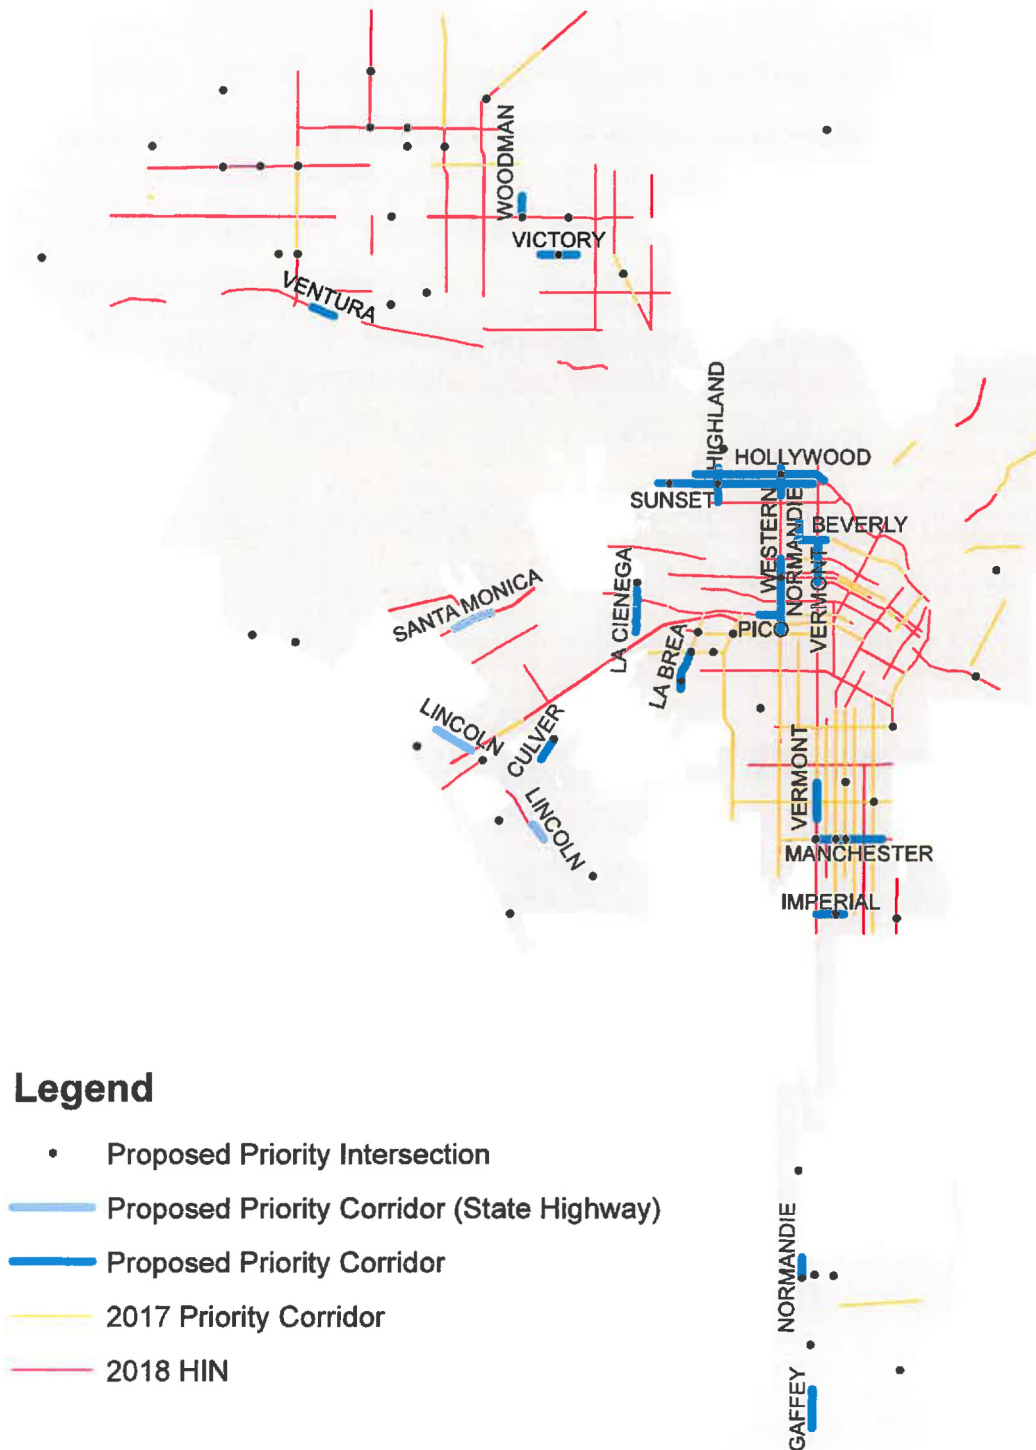 WOODMAN
VICTORY
VENTURA
HIGHLAND
HOLLYWOOD
SUNSET
WESTERN
NORMANDIE
BEVERLY
VERMONT
LA CIENEGA
SANTA MONICA
PICO
LA BREA
LINCOLN
CULVER
LINCOLN
VERMONT
MANCHESTER
IMPERIAL
Legend
Proposed Priority Intersection
Proposed Priority Corridor (State Highway)
Proposed Priority Corridor
2017 Priority Corridor
2018 HIN
NORMANDIE
GAFFEY